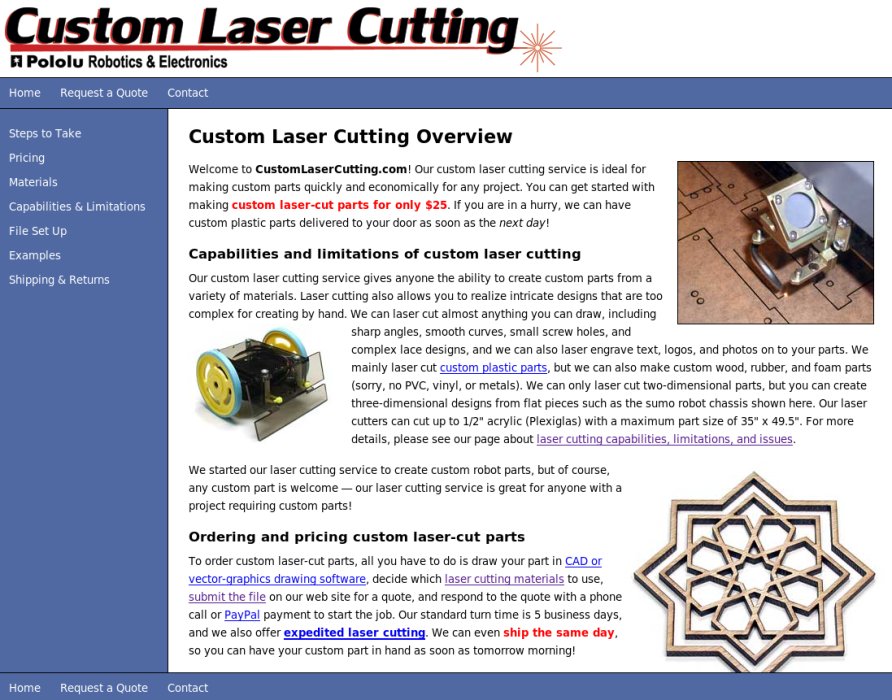 Custom Laser Cutting
Pololu Robotics & Electronics
Home Request a Quote Contact
Steps to Take
Pricing
Materials
Capabilities & Limitations
File Set Up
Examples
Shipping & Returns
Custom Laser Cutting Overview
Welcome to CustomLaserCutting.com! Our custom laser cutting service is ideal for
making custom parts quickly and economically for any project. You can get started with
making custom laser-cut parts for only $25. If you are in a hurry, we can have
custom plastic parts delivered to your door as soon as the next day!
Capabilities and limitations of custom laser cutting
Our custom laser cutting service gives anyone the ability to create custom parts from a
variety of materials. Laser cutting also allows you to realize intricate designs that are too
complex for creating by hand. We can laser cut almost anything you can draw, including
sharp angles, smooth curves, small screw holes, and
complex lace designs, and we can also laser engrave text, logos, and photos on to your parts. We
mainly laser cut custom plastic parts, but we can also make custom wood, rubber, and foam parts
(sorry, no PVC, vinyl, or metals). We can only laser cut two-dimensional parts, but you can create
three-dimensional designs from flat pieces such as the sumo robot chassis shown here. Our laser
cutters can cut up to 1/2" acrylic (Plexiglas) with a maximum part size of 35" x 49.5". For more
details, please see our page about laser cutting capabilities, limitations, and issues.
We started our laser cutting service to create custom robot parts, but of course,
any custom part is welcome — our laser cutting service is great for anyone with a
project requiring custom parts!
Ordering and pricing custom laser-cut parts
To order custom laser-cut parts, all you have to do is draw your part in CAD or
vector-graphics drawing software, decide which laser cutting materials to use,
submit the file on our web site for a quote, and respond to the quote with a phone
call or PayPal payment to start the job. Our standard turn time is 5 business days,
and we also offer expedited laser cutting. We can even ship the same day,
so you can have your custom part in hand as soon as tomorrow morning!
Home Request a Quote Contact